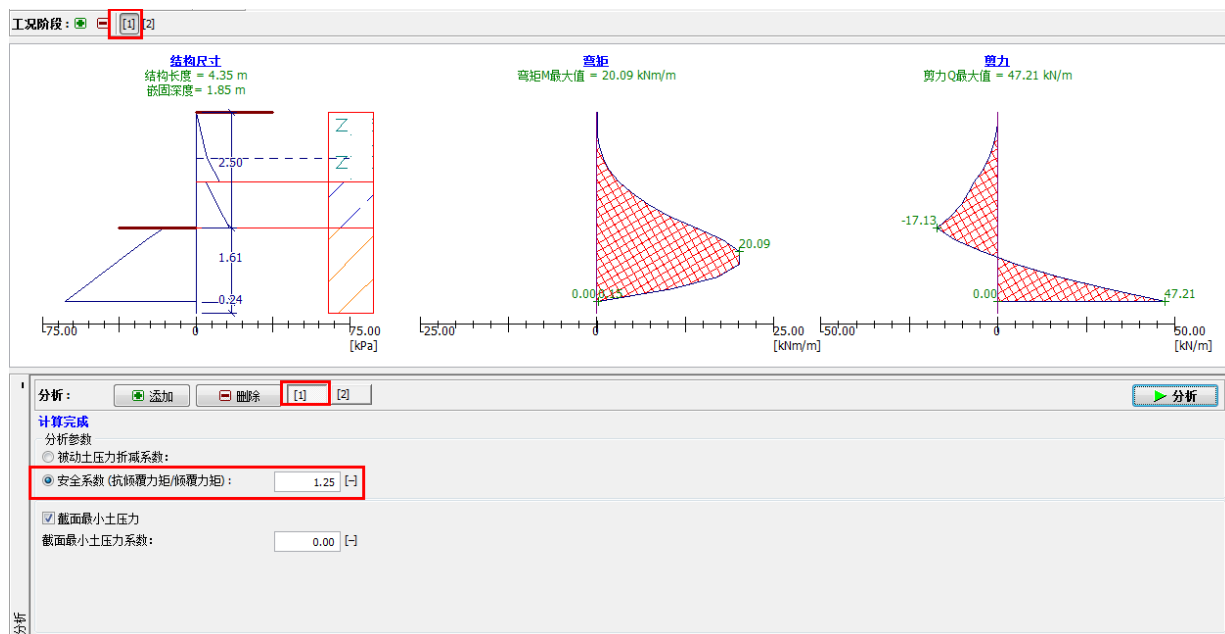 工况阶段: [1] [2]
结构尺寸
结构长度 = 4.35 m
嵌固深度= 1.85 m
2.50
1.61
0.24
-75.00 0 75.00
[kPa]
弯矩
弯矩M最大值 = 20.09 kNm/m
20.09
0.00
-25.00 0 25.00
[kNm/m]
剪力
剪力Q最大值 = 47.21 kN/m
-17.13
0.00 47.21
-50.00 0 50.00
[kN/m]
分析: 添加 删除 [1] [2] 分析
计算完成
分析参数
被动土压力折减系数:
安全系数(抗倾覆力矩/倾覆力矩): 1.25 [-]
截面最小土压力
截面最小土压力系数: 0.00 [-]
分析